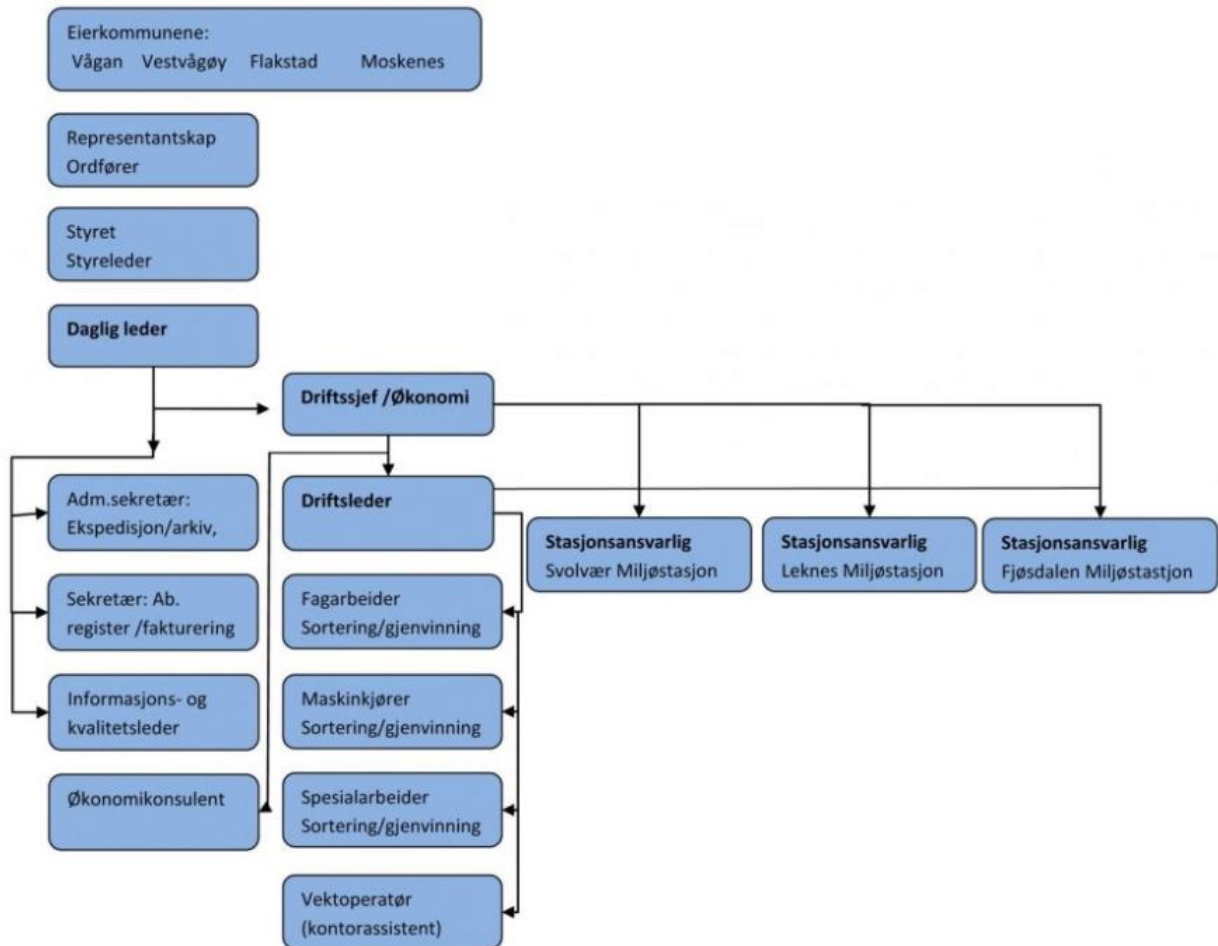 Eierkommunene:
Vågan Vestvågøy Flakstad Moskenes
Representantskap
Ordfører
Styret
Styreleder
Daglig leder
Driftssjef /Økonomi
Adm.sekretær:
Ekspedisjon/arkiv,
Sekretær: Ab.
register /fakturering
Informasjons- og
kvalitetsleder
Økonomikonsulent
Driftsleder
Fagarbeider
Sortering/gjenvinning
Maskinkjører
Sortering/gjenvinning
Spesialarbeider
Sortering/gjenvinning
Vektoperatør
(kontorassistent)
Stasjonsansvarlig
Svolvær Miljøstasjon
Stasjonsansvarlig
Leknes Miljøstasjon
Stasjonsansvarlig
Fjøsdalen Miljøstastjon